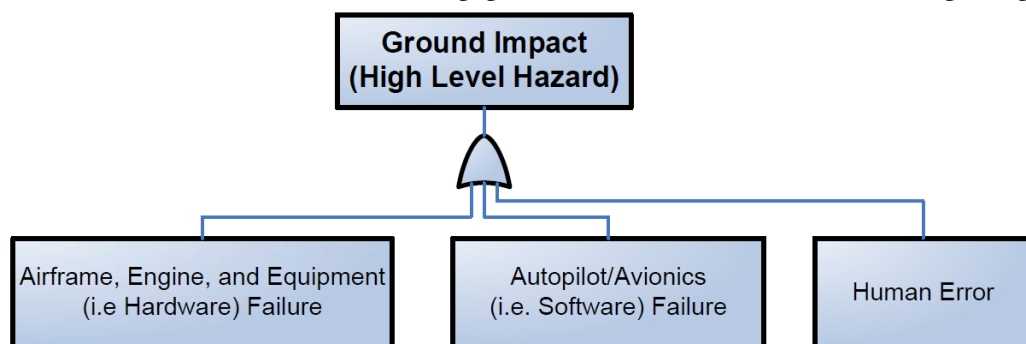 Ground Impact
(High Level Hazard)
Airframe, Engine, and Equipment
(i.e Hardware) Failure
Autopilot/Avionics
(i.e. Software) Failure
Human Error